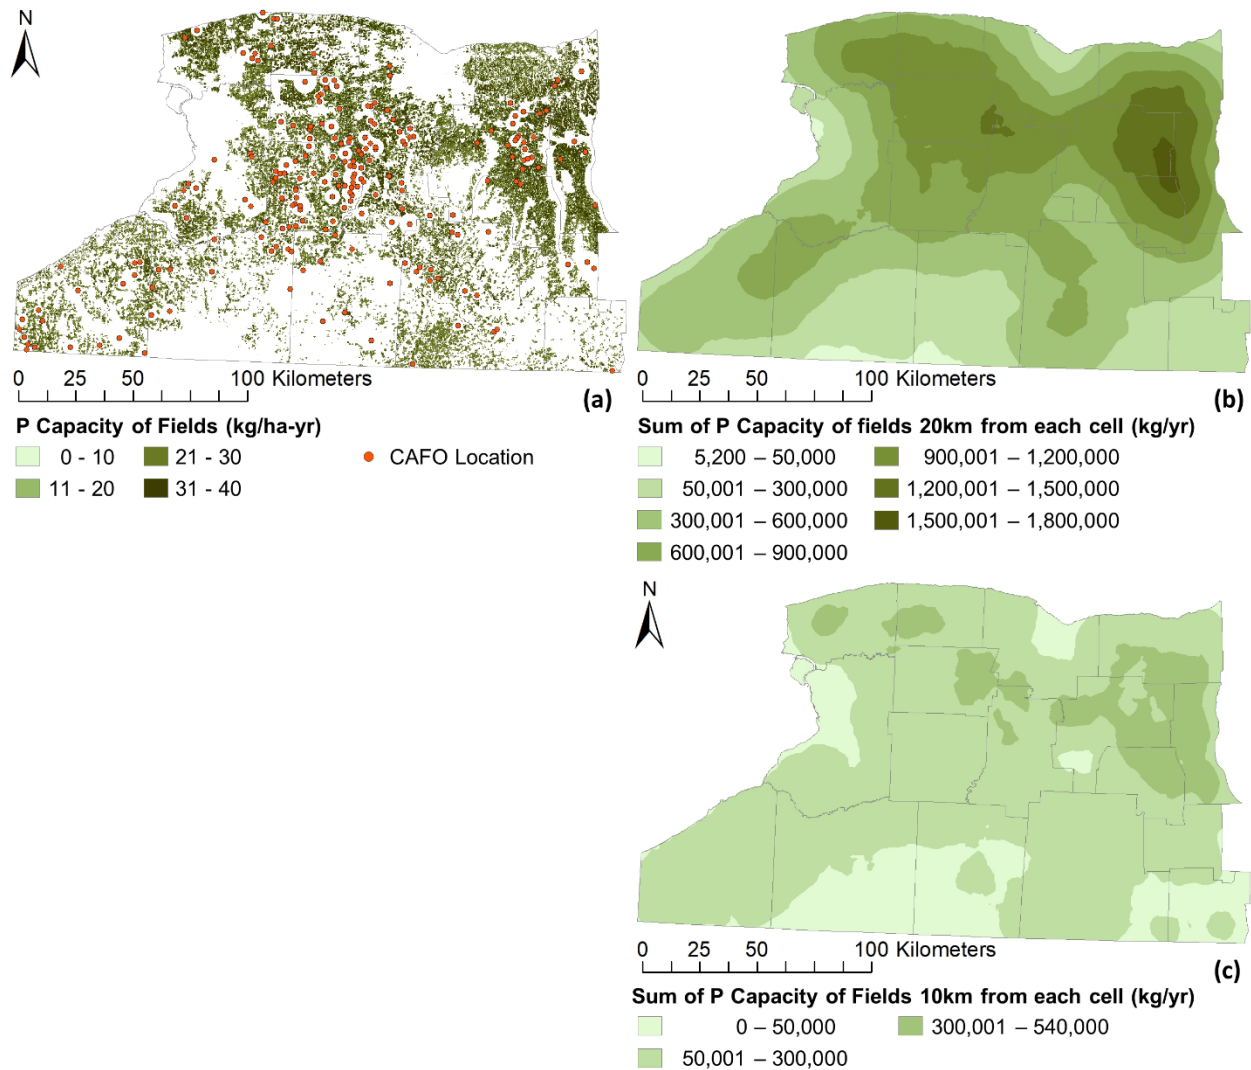 N
0 25 50 100 Kilometers
(a)
P Capacity of Fields (kg/ha-yr)
0 - 10
21 - 30
CAFO Location
11 - 20
31 - 40
0 25 50 100 Kilometers
(b)
Sum of P Capacity of fields 20km from each cell (kg/yr)
5,200 – 50,000
900,001 – 1,200,000
50,001 – 300,000
1,200,001 – 1,500,000
300,001 – 600,000
1,500,001 – 1,800,000
600,001 – 900,000
N
0 25 50 100 Kilometers
(c)
Sum of P Capacity of Fields 10km from each cell (kg/yr)
0 – 50,000
300,001 – 540,000
50,001 – 300,000